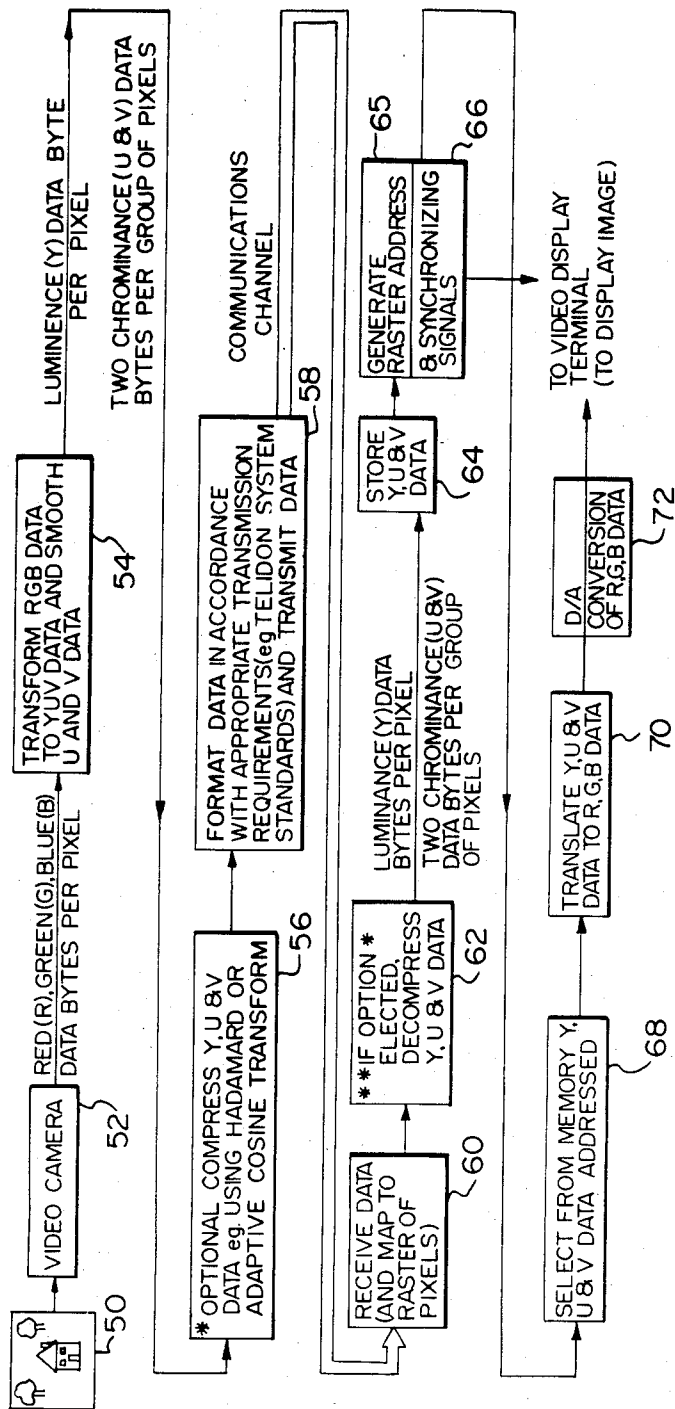 50
VIDEO CAMERA
52
RED(R), GREEN(G), BLUE(B)
DATA BYTES PER PIXEL
TRANSFORM RGB DATA
TO YUV DATA AND SMOOTH
U AND V DATA
54
LUMINENCE(Y) DATA BYTE
PER PIXEL
TWO CHROMINANCE(U & V) DATA
BYTES PER GROUP OF PIXELS
* OPTIONAL COMPRESS Y, U & V
DATA eg. USING HADAMARD OR
ADAPTIVE COSINE TRANSFORM
56
FORMAT DATA IN ACCORDANCE
WITH APPROPRIATE TRANSMISSION
REQUIREMENTS(eg TELIDON SYSTEM
STANDARDS) AND TRANSMIT DATA
58
COMMUNICATIONS
CHANNEL
RECEIVE DATA
(AND MAP TO
RASTER OF
PIXELS)
60
* * IF OPTION *
ELECTED,
DECOMPRESS
Y, U & V DATA
62
LUMINANCE(Y) DATA
BYTES PER PIXEL
TWO CHROMINANCE(U & V)
DATA BYTES PER GROUP
OF PIXELS
STORE
Y, U & V
DATA
64
GENERATE
RASTER ADDRESS
65
& SYNCHRONIZING
SIGNALS
66
SELECT FROM MEMORY Y,
U & V DATA ADDRESSED
68
TRANSLATE Y, U & V
DATA TO R, G, B DATA
70
D/A
CONVERSION
OF R, G, B DATA
72
TO VIDEO DISPLAY
TERMINAL
(TO DISPLAY IMAGE)